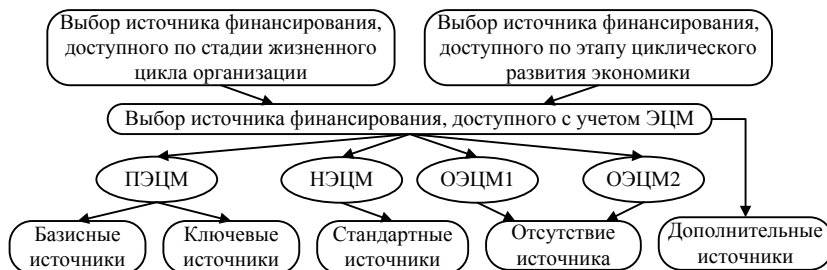 Выбор источника финансирования,
доступного по стадии жизненного
цикла организации
Выбор источника финансирования,
доступного по этапу циклического
развития экономики
Выбор источника финансирования, доступного с учетом ЭЦМ
ПЭЦМ
НЭЦМ
ОЭЦМ1
ОЭЦМ2
Базисные
источники
Ключевые
источники
Стандартные
источники
Отсутствие
источника
Дополнительные
источники